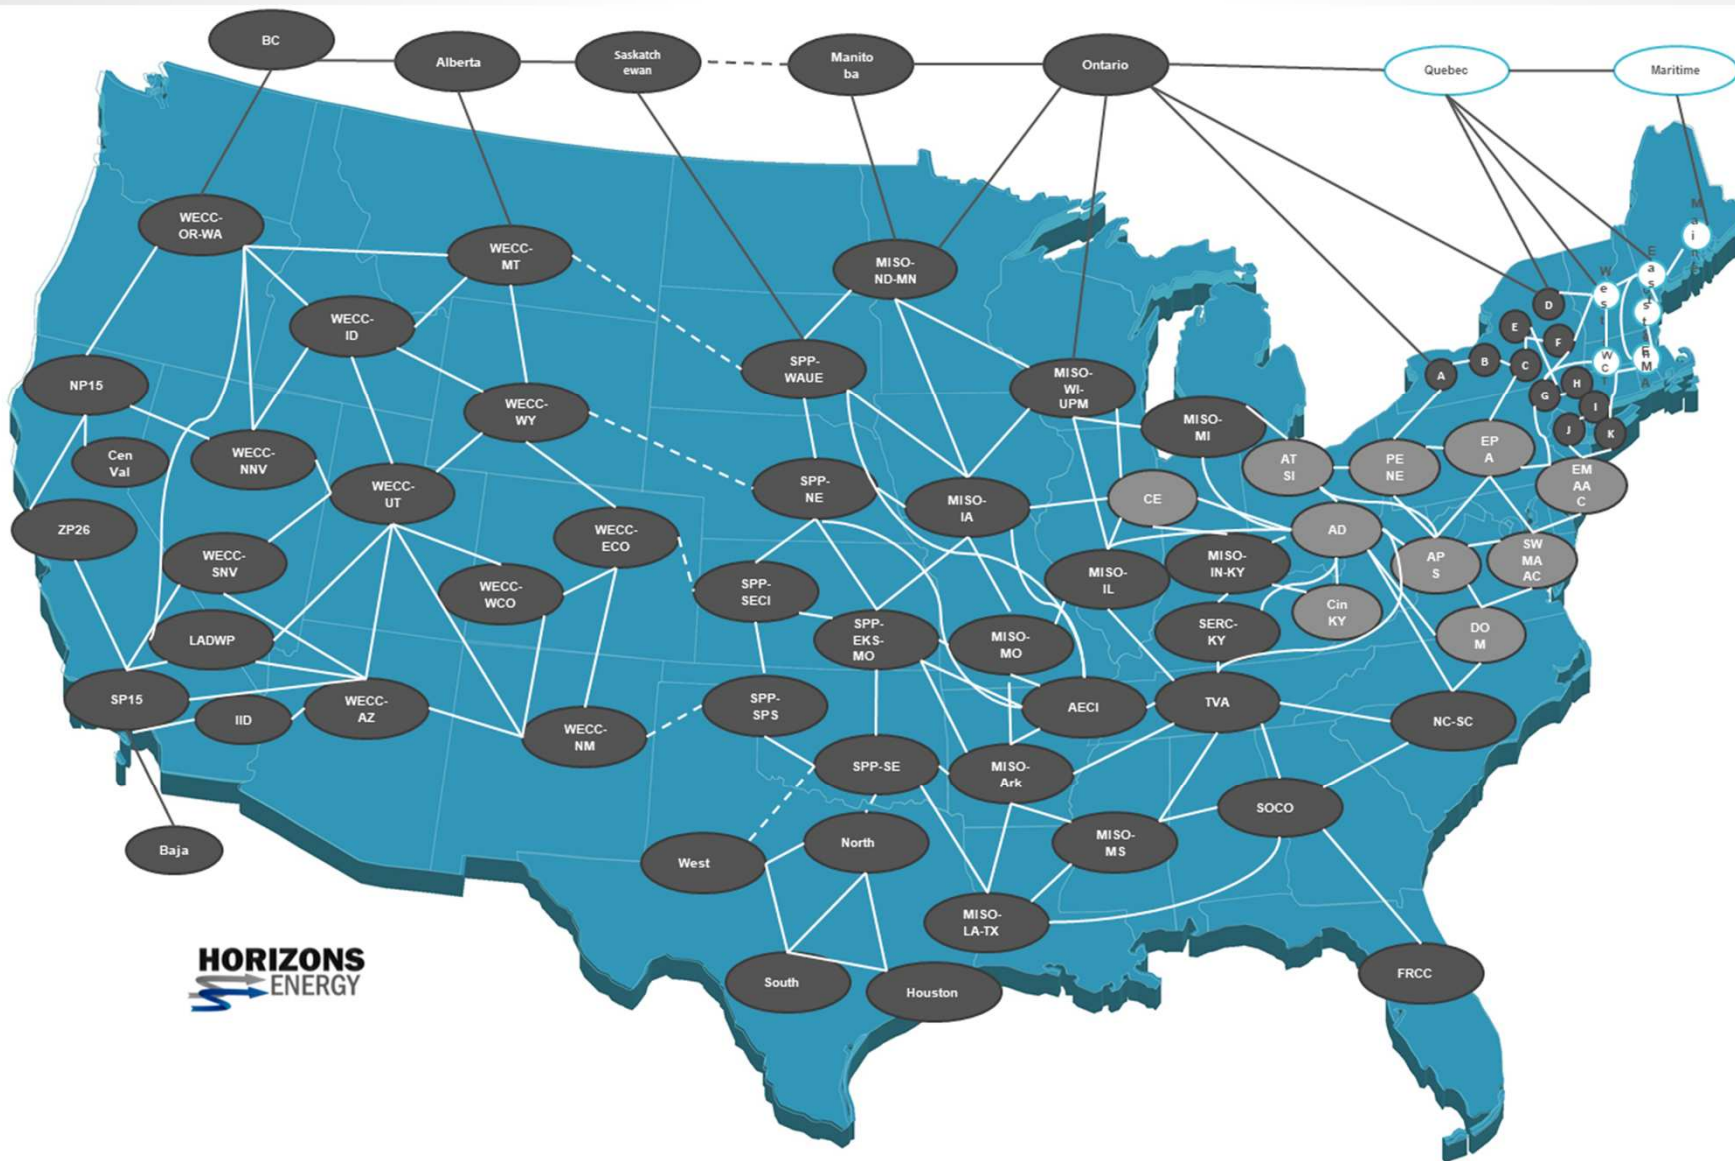 BC
Alberta
Saskatch
ewan
Manito
ba
Ontario
Quebec
Maritime
WECC-
OR-WA
WECC-
MT
MISO-
ND-MN
WECC-
ID
SPP-
WAUE
MISO-
WI-
UPM
MISO-
MI
NP15
WECC-
WY
Cen
Val
WECC-
NNV
WECC-
UT
SPP-
NE
MISO-
IA
CE
AT
SI
PE
NE
EP
A
EM
AA
C
D
E
F
A
B
C
G
H
I
J
K
ZP26
WECC-
ECO
WECC-
SNV
WECC-
WCO
SPP-
SECI
MISO-
IL
MISO-
IN-KY
AD
AP
S
SW
MA
AC
Cin
KY
LADWP
SPP-
EKS-
MO
MISO-
MO
SERC-
KY
DO
M
SP15
IID
WECC-
AZ
WECC-
NM
SPP-
SPS
AECI
TVA
NC-SC
SPP-SE
MISO-
Ark
SOCO
Baja
West
North
MISO-
MS
MISO-
LA-TX
South
Houston
FRCC
HORIZONS
ENERGY